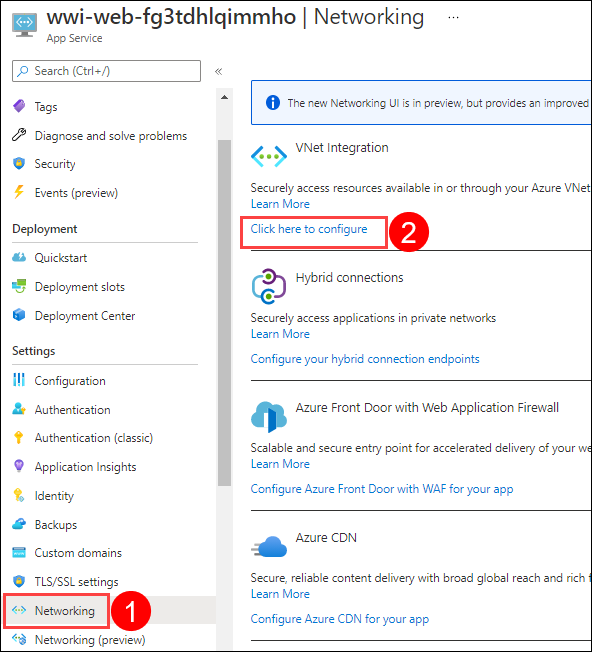 wwi-web-fg3tdhlqimmho | Networking ...
App Service
Search (Ctrl+/)
«
Tags
Diagnose and solve problems
Security
Events (preview)
Deployment
Quickstart
Deployment slots
Deployment Center
Settings
Configuration
Authentication
Authentication (classic)
Application Insights
Identity
Backups
Custom domains
TLS/SSL settings
Networking
1
Networking (preview)
The new Networking UI is in preview, but provides an improved
VNet Integration
Securely access resources available in or through your Azure VNet
Learn More
Click here to configure
2
Hybrid connections
Securely access applications in private networks
Learn More
Configure your hybrid connection endpoints
Azure Front Door with Web Application Firewall
Scalable and secure entry point for accelerated delivery of your we
Learn More
Configure Azure Front Door with WAF for your app
Azure CDN
Secure, reliable content delivery with broad global reach and rich f
Learn More
Configure Azure CDN for your app